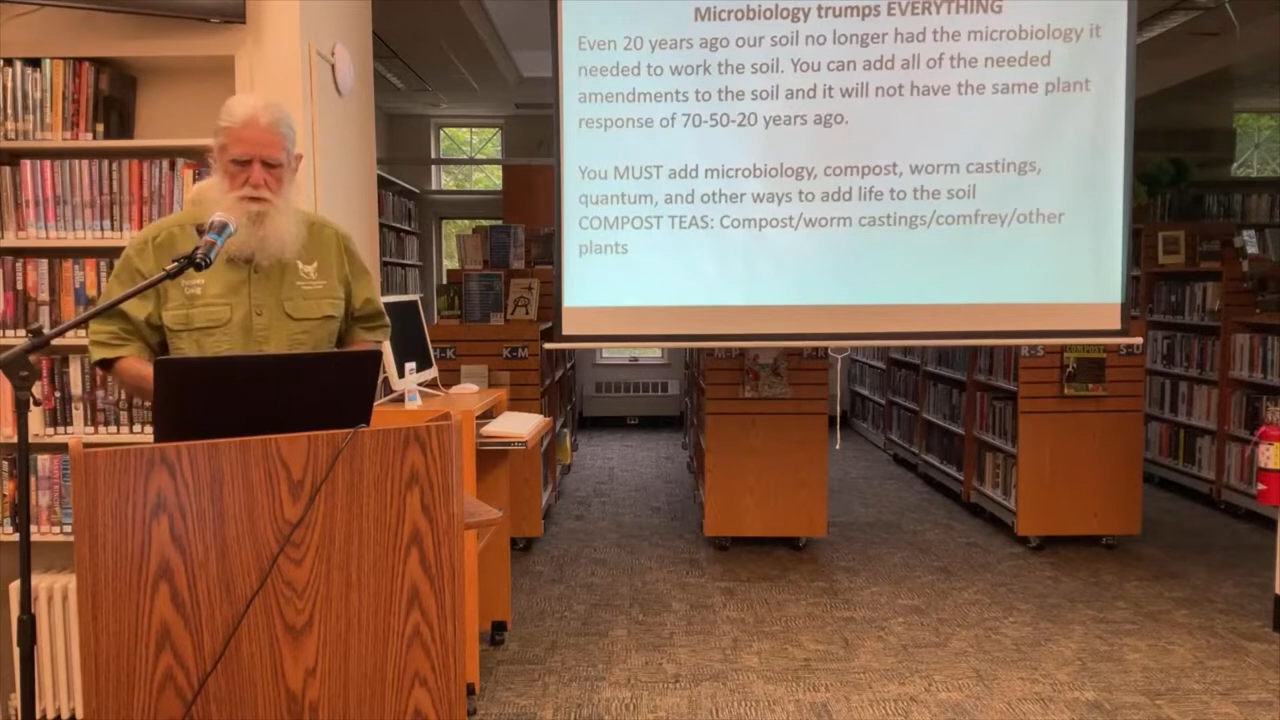 Microbiology trumps EVERYTHING
Even 20 years ago our soil no longer had the microbiology it
needed to work the soil. You can add all of the needed
amendments to the soil and it will not have the same plant
response of 70-50-20 years ago.
You MUST add microbiology, compost, worm castings,
quantum, and other ways to add life to the soil
COMPOST TEAS: Compost/worm castings/comfrey/other
plants
Craig
H-K
K-M
M-P
P-R
R-S
S-U
COMPOST